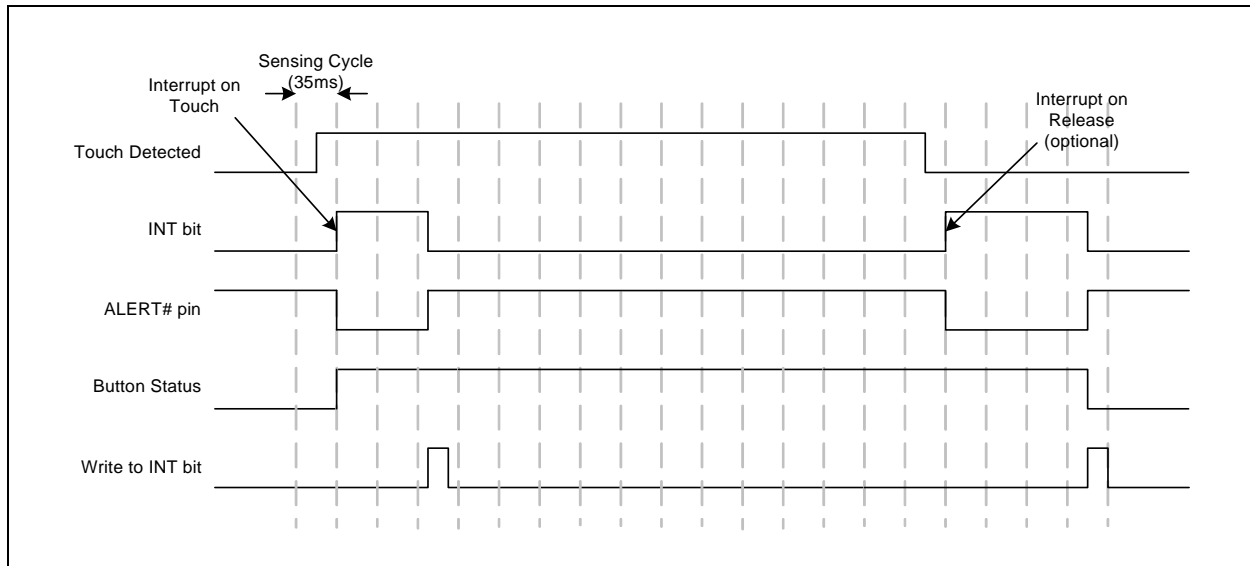 Sensing Cycle
(35ms)
Interrupt on
Touch
Interrupt on
Release
(optional)
Touch Detected
INT bit
ALERT# pin
Button Status
Write to INT bit